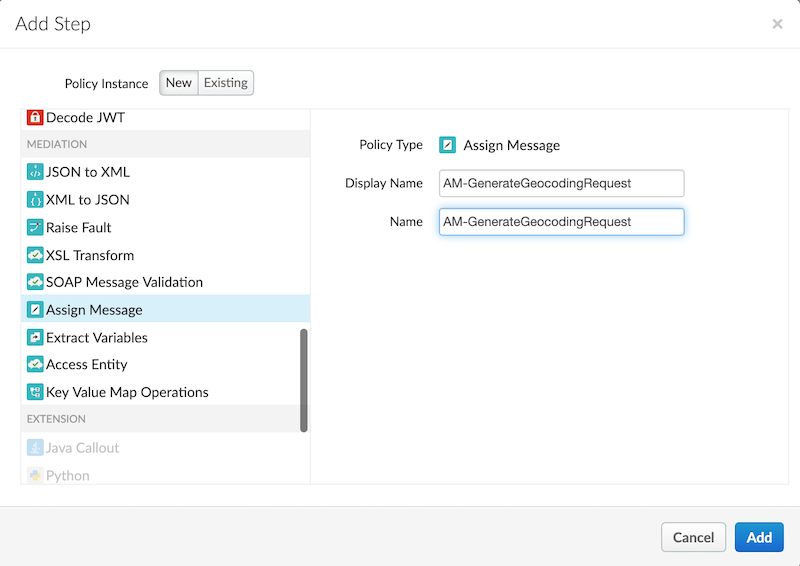 Add Step
×
Policy Instance New Existing
Decode JWT
MEDIATION
JSON to XML
XML to JSON
Raise Fault
XSL Transform
SOAP Message Validation
Assign Message
Extract Variables
Access Entity
Key Value Map Operations
EXTENSION
Java Callout
Python
Policy Type Assign Message
Display Name AM-GenerateGeocodingRequest
Name AM-GenerateGeocodingRequest
Cancel Add